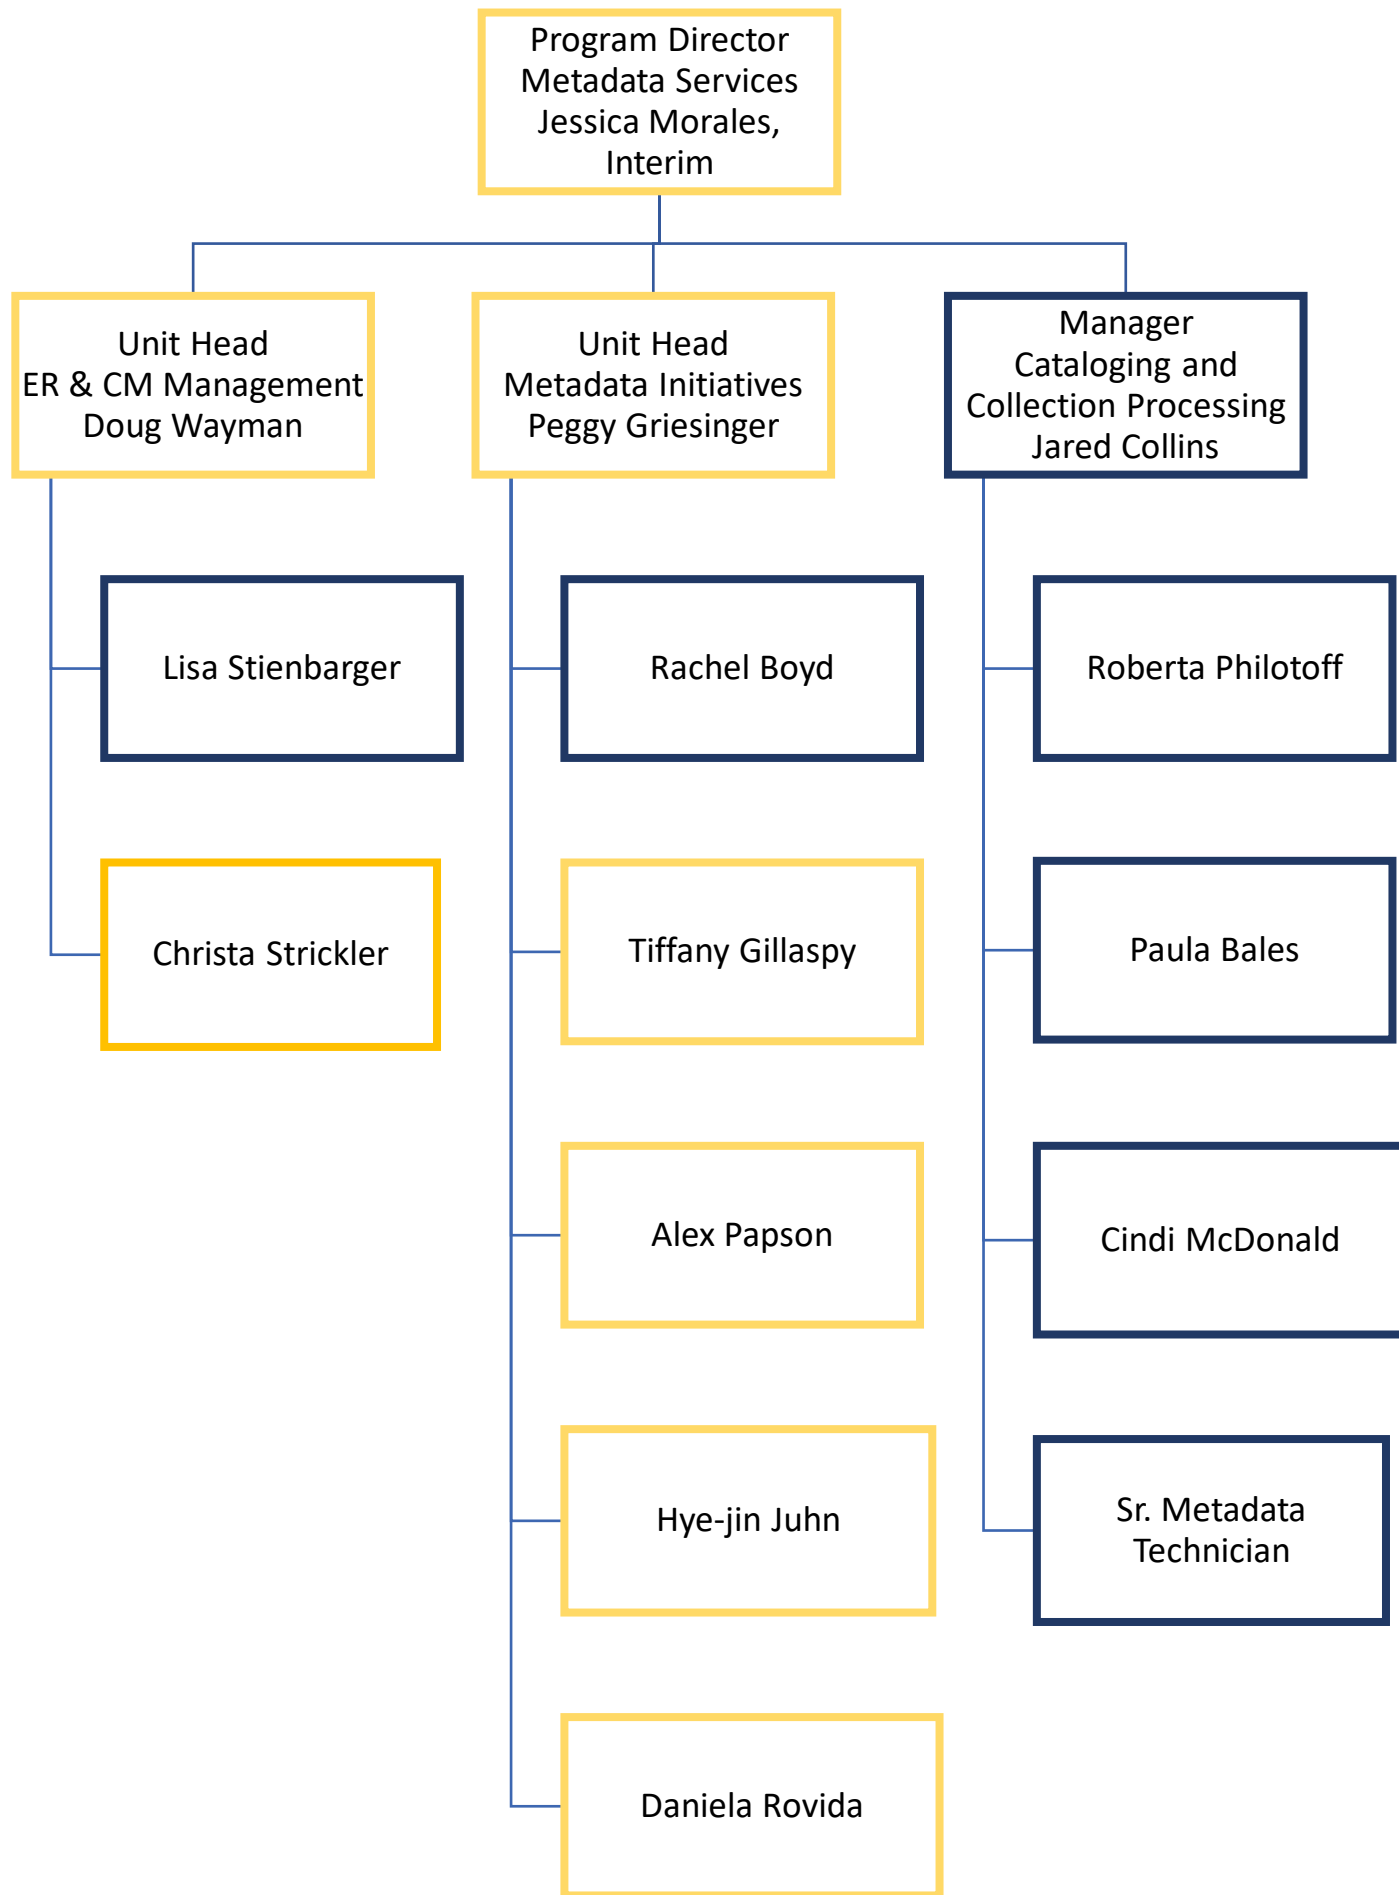 Program Director
Metadata Services
Jessica Morales,
Interim
Unit Head
ER & CM Management
Doug Wayman
Unit Head
Metadata Initiatives
Peggy Griesinger
Manager
Cataloging and
Collection Processing
Jared Collins
Lisa Stienbarger
Rachel Boyd
Roberta Philotoff
Christa Strickler
Tiffany Gillaspy
Paula Bales
Alex Papson
Cindi McDonald
Hye-jin Juhn
Sr. Metadata
Technician
Daniela Rovida